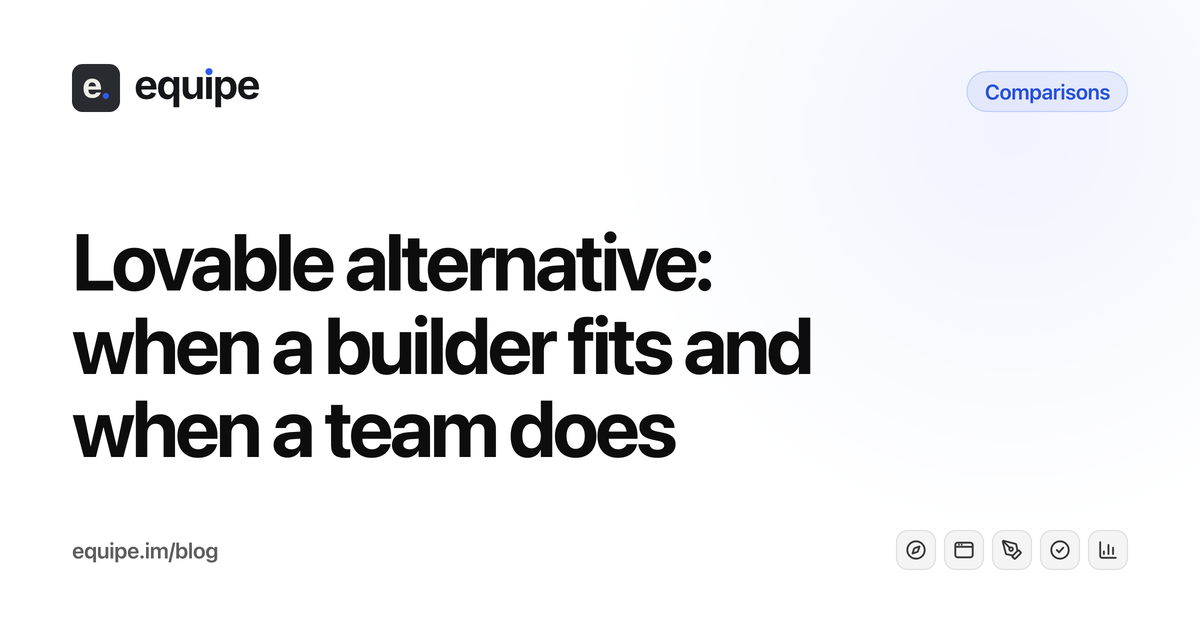 e. equipe
Comparisons
Lovable alternative:
when a builder fits and
when a team does
equipe.im/blog